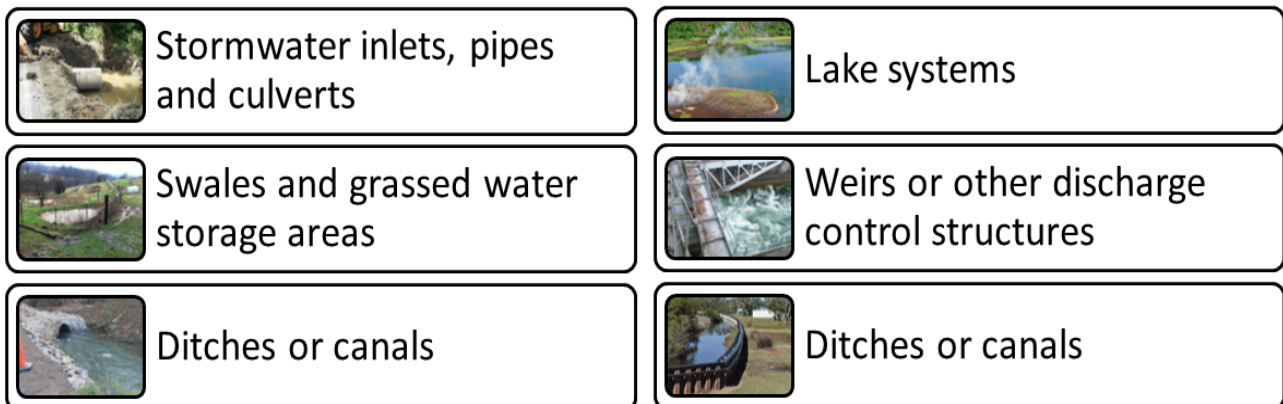 Stormwater inlets, pipes
and culverts
Lake systems
Swales and grassed water
storage areas
Weirs or other discharge
control structures
Ditches or canals
Ditches or canals